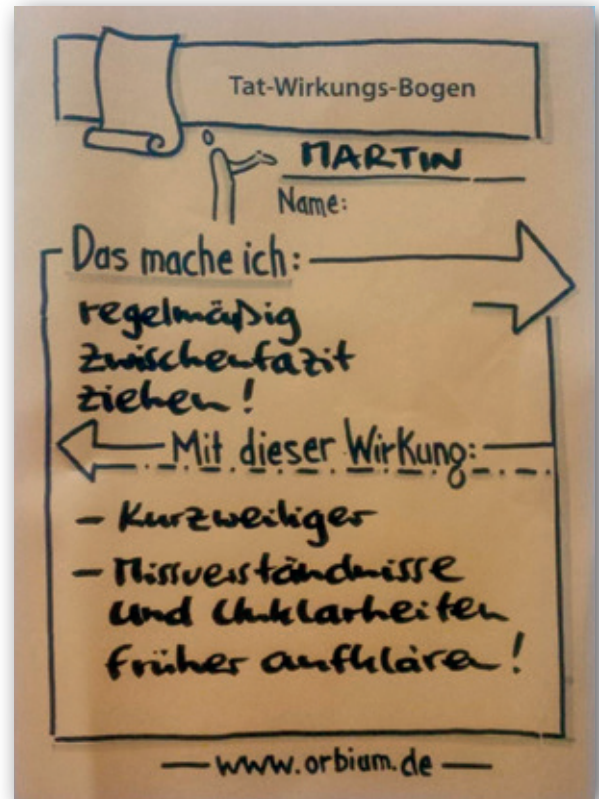 Tat-Wirkungs-Bogen
MARTIN
Name:
Das mache ich:
regelmäßig
Zwischenfazit
ziehen!
Mit dieser Wirkung:
- Kurzweiliger
- Missverständnisse
und Unklarheiten
früher aufklären!
www.orbium.de